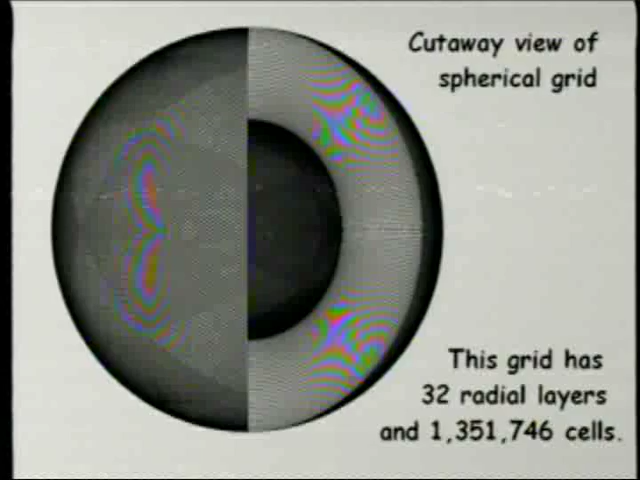 Cutaway view of
spherical grid
This grid has
32 radial layers
and 1,351,746 cells.